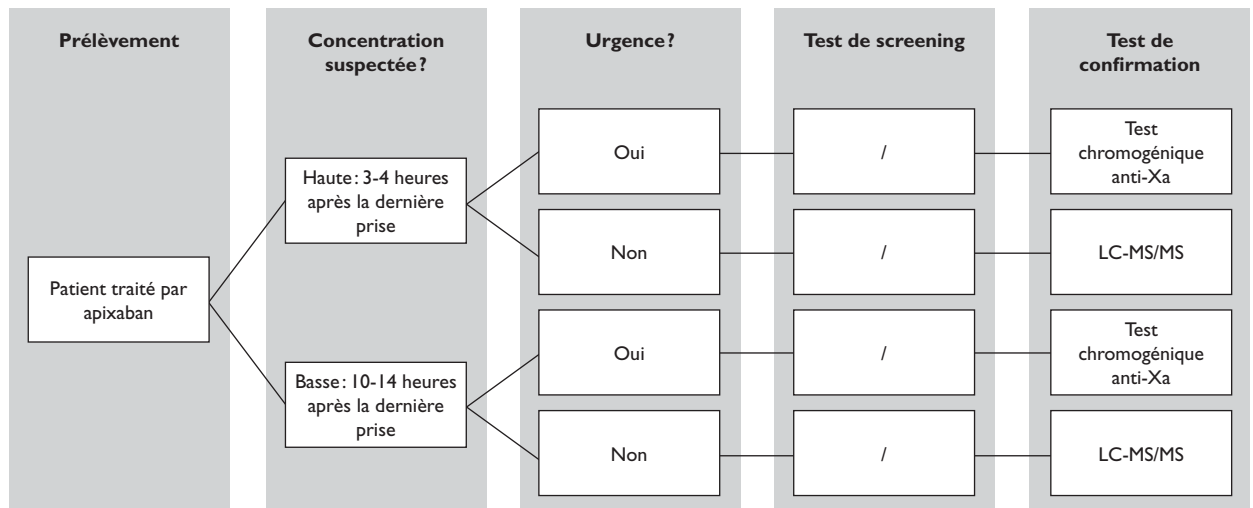 Prélèvement
Concentration
suspectée ?
Urgence ?
Test de screening
Test de
confirmation
Patient traité par
apixaban
Haute : 3-4 heures
après la dernière
prise
Oui
/
Test
chromogénique
anti-Xa
Non
/
LC-MS/MS
Basse : 10-14 heures
après la dernière
prise
Oui
/
Test
chromogénique
anti-Xa
Non
/
LC-MS/MS